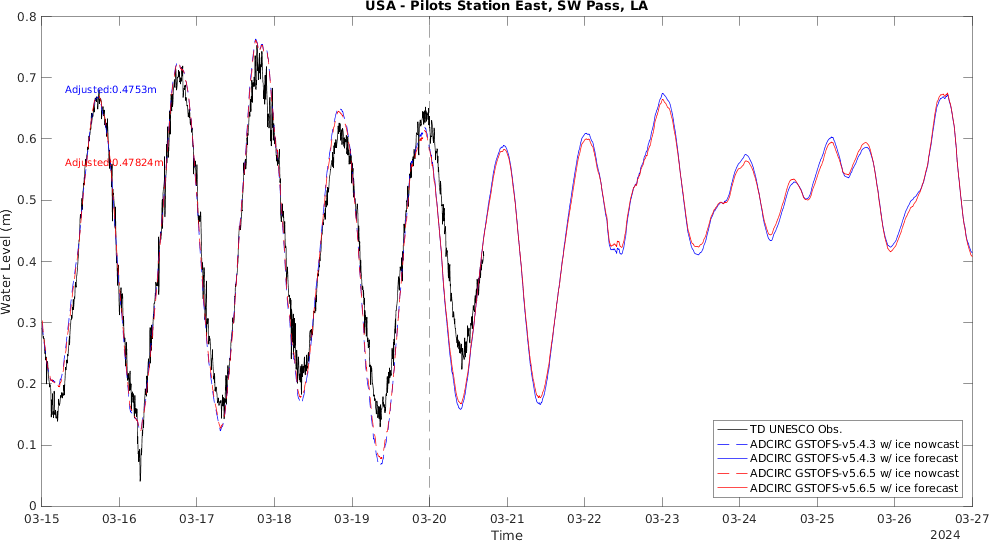 USA - Pilots Station East, SW Pass, LA
0.8
0.7
0.6
0.5
0.4
0.3
0.2
0.1
0
Water Level (m)
Adjusted:0.4753m
Adjusted:0.47824m
TD UNESCO Obs.
ADCIRC GSTOFS-v5.4.3 w/ ice nowcast
ADCIRC GSTOFS-v5.4.3 w/ ice forecast
ADCIRC GSTOFS-v5.6.5 w/ ice nowcast
ADCIRC GSTOFS-v5.6.5 w/ ice forecast
03-15 03-16 03-17 03-18 03-19 03-20 03-21 03-22 03-23 03-24 03-25 03-26 03-27
Time
2024